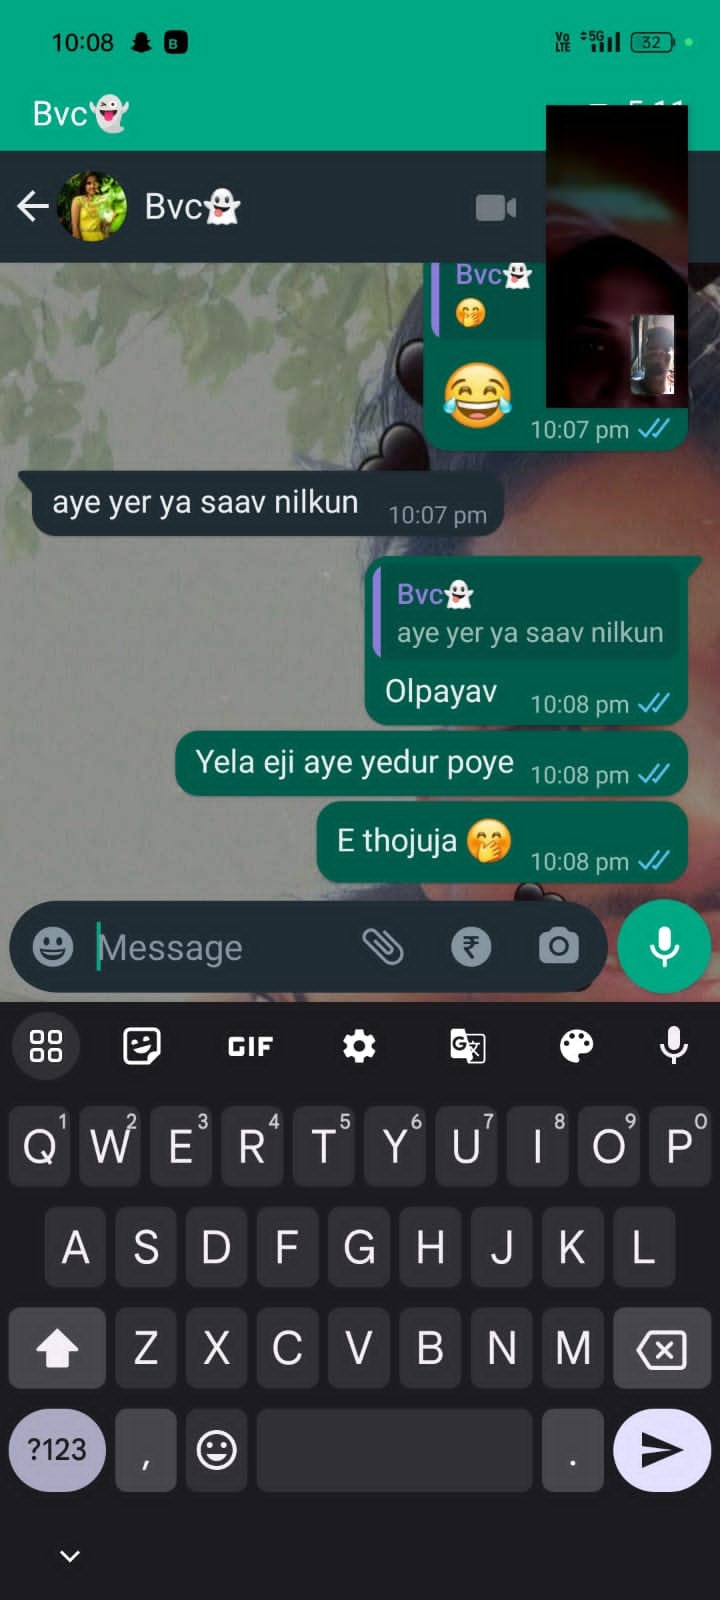 10:08
B
Vo
LTE
5G
32
Bvc👻
Bvc👻
Bvc👻
🤭
😂
10:07 pm
aye yer ya saav nilkun
10:07 pm
Bvc👻
aye yer ya saav nilkun
Olpayav
10:08 pm
Yela eji aye yedur poye
10:08 pm
E thojuja 🤭
10:08 pm
Message
GIF
Q1 W2 E3 R4 T5 Y6 U7 I8 O9 P0
A S D F G H J K L
Z X C V B N M
?123 , .